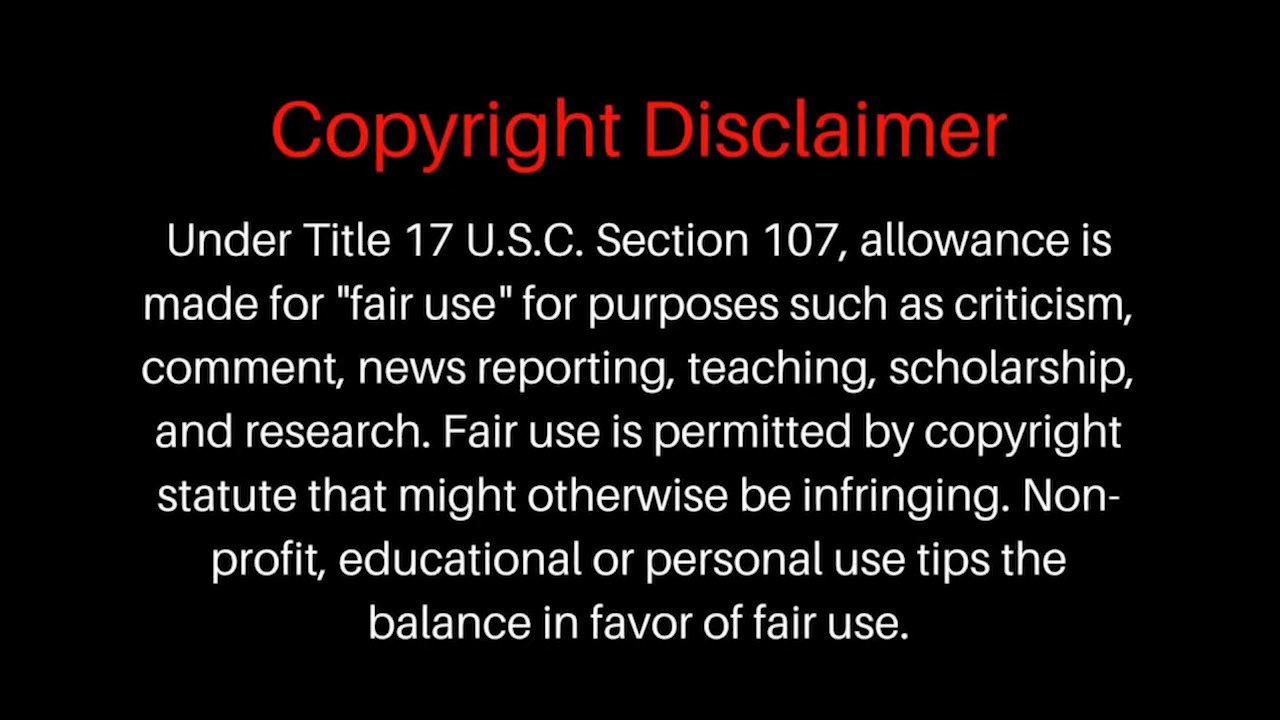 Copyright Disclaimer
Under Title 17 U.S.C. Section 107, allowance is
made for "fair use" for purposes such as criticism,
comment, news reporting, teaching, scholarship,
and research. Fair use is permitted by copyright
statute that might otherwise be infringing. Non-
profit, educational or personal use tips the
balance in favor of fair use.